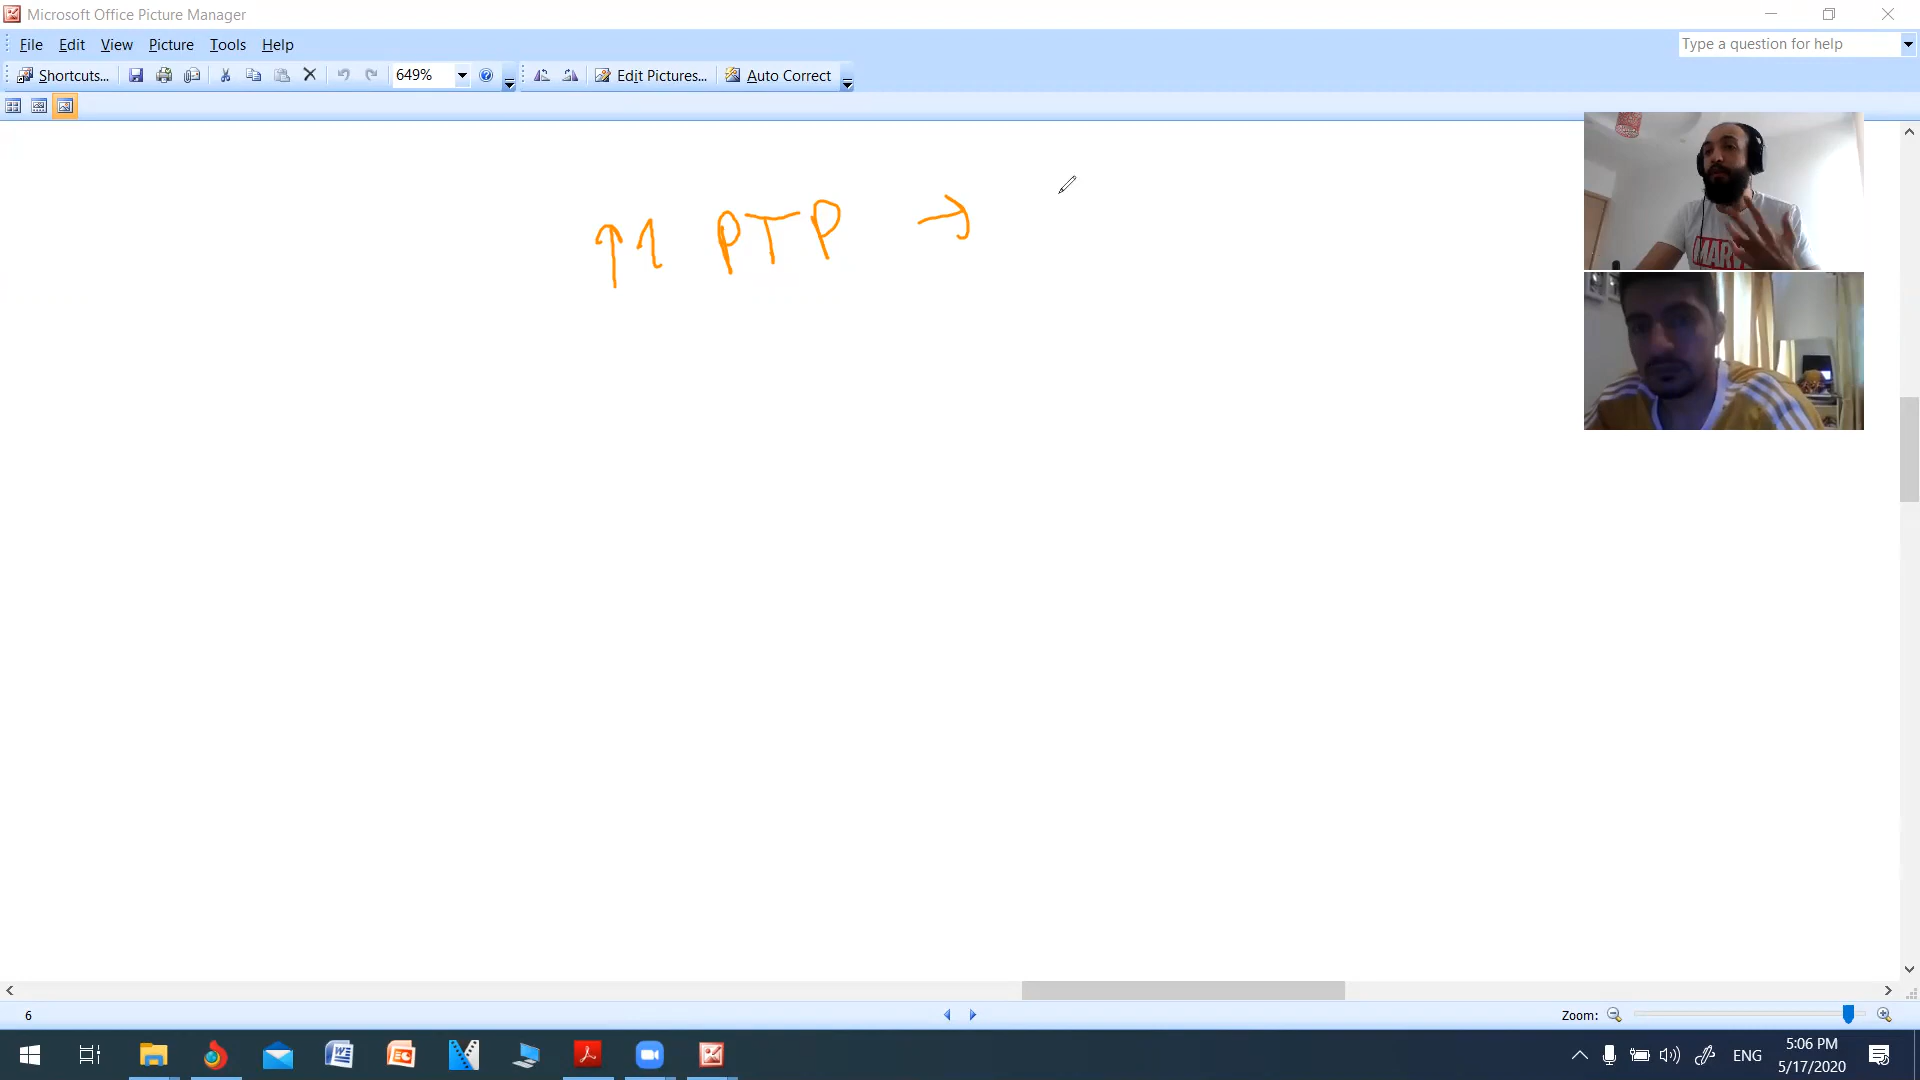 Microsoft Office Picture Manager
File Edit View Picture Tools Help
Type a question for help
Shortcuts... 649% Edit Pictures... Auto Correct
↑↑ PTP →
MARV
6
Zoom:
ENG
5:06 PM
5/17/2020